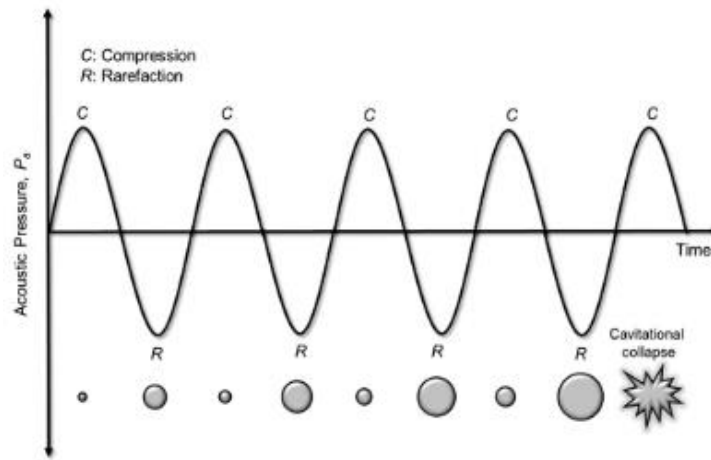 C: Compression
R: Rarefaction
C C C C C
Acoustic Pressure, Pa
Time
R R R R
Cavitational
collapse